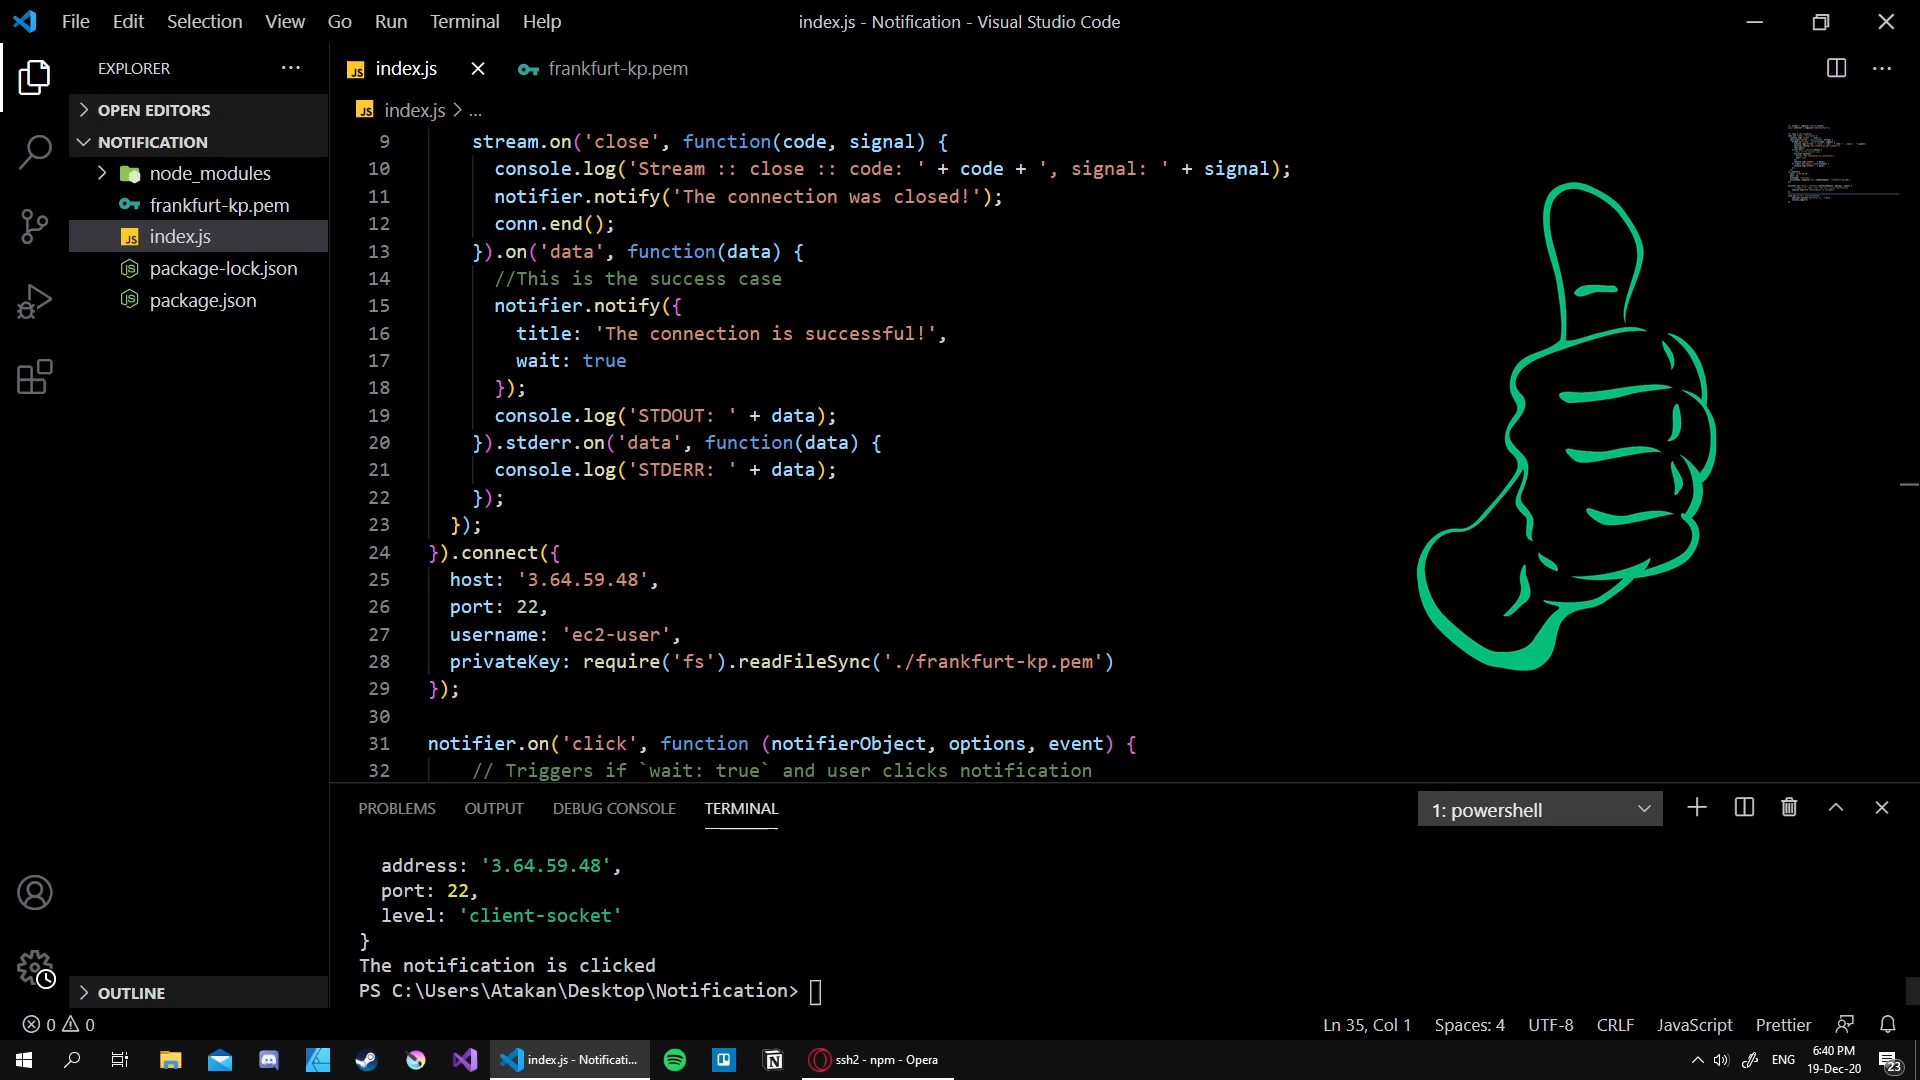 File Edit Selection View Go Run Terminal Help
index.js - Notification - Visual Studio Code
EXPLORER
OPEN EDITORS
NOTIFICATION
node_modules
frankfurt-kp.pem
JS index.js
package-lock.json
package.json
OUTLINE
JS index.js
frankfurt-kp.pem
JS index.js > ...
9 stream.on('close', function(code, signal) {
10 console.log('Stream :: close :: code: ' + code + ', signal: ' + signal);
11 notifier.notify('The connection was closed!');
12 conn.end();
13 }).on('data', function(data) {
14 //This is the success case
15 notifier.notify({
16 title: 'The connection is successful!',
17 wait: true
18 });
19 console.log('STDOUT: ' + data);
20 }).stderr.on('data', function(data) {
21 console.log('STDERR: ' + data);
22 });
23 });
24 }).connect({
25 host: '3.64.59.48',
26 port: 22,
27 username: 'ec2-user',
28 privateKey: require('fs').readFileSync('./frankfurt-kp.pem')
29 });
30
31 notifier.on('click', function (notifierObject, options, event) {
32 // Triggers if `wait: true` and user clicks notification
PROBLEMS OUTPUT DEBUG CONSOLE TERMINAL
1: powershell
address: '3.64.59.48',
port: 22,
level: 'client-socket'
}
The notification is clicked
PS C:\Users\Atakan\Desktop\Notification>
0 0
Ln 35, Col 1 Spaces: 4 UTF-8 CRLF JavaScript Prettier
index.js - Notificati...
ssh2 - npm - Opera
ENG
6:40 PM
19-Dec-20
23